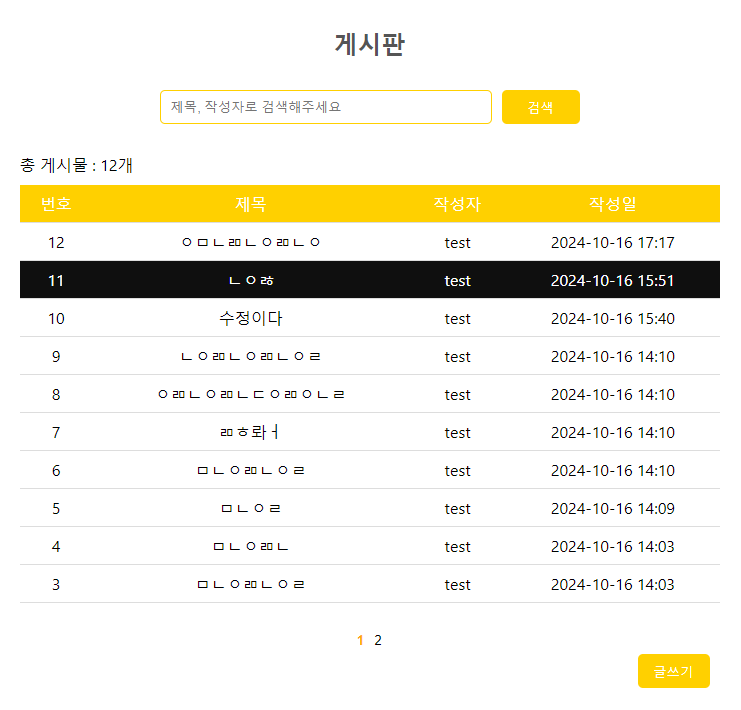 게시판
제목, 작성자로 검색해주세요 검색
총 게시물 : 12개
번호 제목 작성자 작성일
12 ㅇㅁㄴㄻㄴㅇㄻㄴㅇ test 2024-10-16 17:17
11 ㄴㅇㅀ test 2024-10-16 15:51
10 수정이다 test 2024-10-16 15:40
9 ㄴㅇㄻㄴㅇㄻㄴㅇㄹ test 2024-10-16 14:10
8 ㅇㄻㄴㅇㄻㄴㄷㅇㄻㅇㄴㄹ test 2024-10-16 14:10
7 ㄻㅎ롸ㅓ test 2024-10-16 14:10
6 ㅁㄴㅇㄻㄴㅇㄹ test 2024-10-16 14:10
5 ㅁㄴㅇㄹ test 2024-10-16 14:09
4 ㅁㄴㅇㄻㄴ test 2024-10-16 14:03
3 ㅁㄴㅇㄻㄴㅇㄹ test 2024-10-16 14:03
1 2
글쓰기